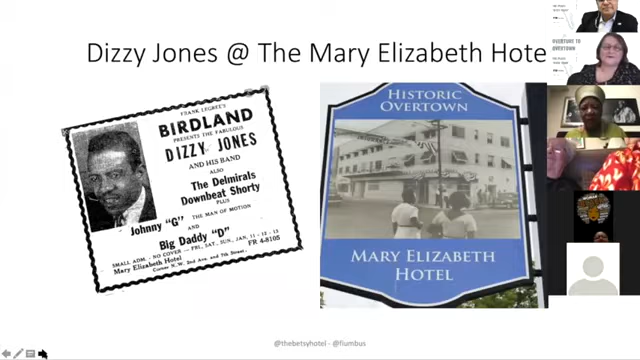 Dizzy Jones @ The Mary Elizabeth Hote
FRANK LEGREE'S
BIRDLAND
PRESENTS THE FABULOUS
DIZZY JONES
AND HIS BAND
ALSO
The Delmirals
Downbeat Shorty
PLUS
Johnny "G" THE MAN OF MOTION
AND
Big Daddy "D"
SMALL ADM. - NO COVER - FRI., SAT., SUN., JAN. 11 - 12 - 13
Mary Elizabeth Hotel Corner N.W. 2nd Ave. and 7th Street. FR 4-8105
HISTORIC
OVERTOWN
MARY ELIZABETH
HOTEL
OVERTURE TO
OVERTOWN
@thebetsyhotel - @fiumbus